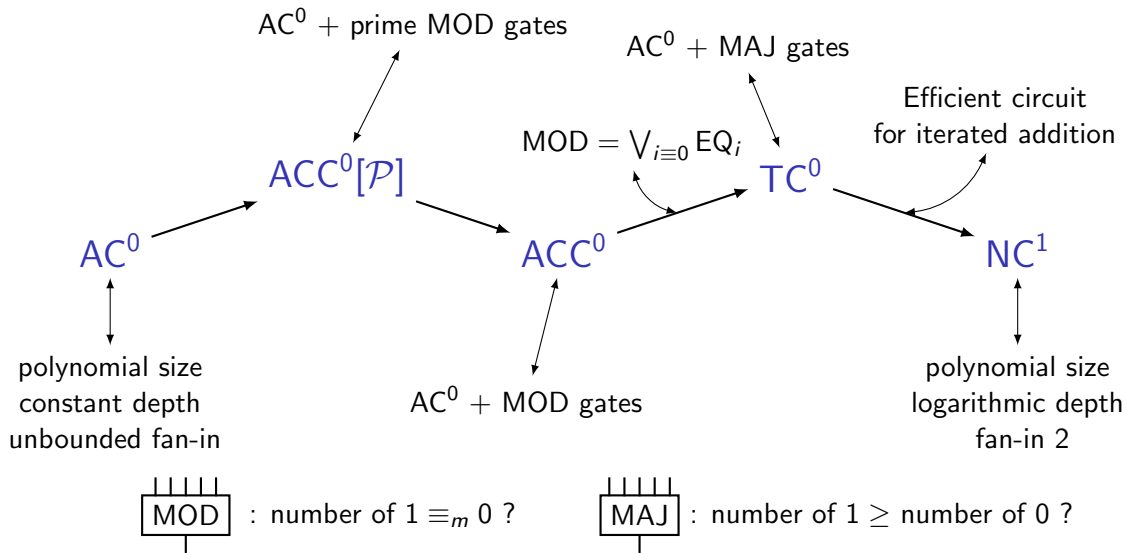 AC⁰ + prime MOD gates
AC⁰ + MAJ gates
Efficient circuit
for iterated addition
MOD = ⋁_{i≡0} EQ_i
ACC⁰[𝒫]
TC⁰
AC⁰
ACC⁰
NC¹
polynomial size
constant depth
unbounded fan-in
AC⁰ + MOD gates
polynomial size
logarithmic depth
fan-in 2
MOD : number of 1 ≡_m 0 ?
MAJ : number of 1 ≥ number of 0 ?